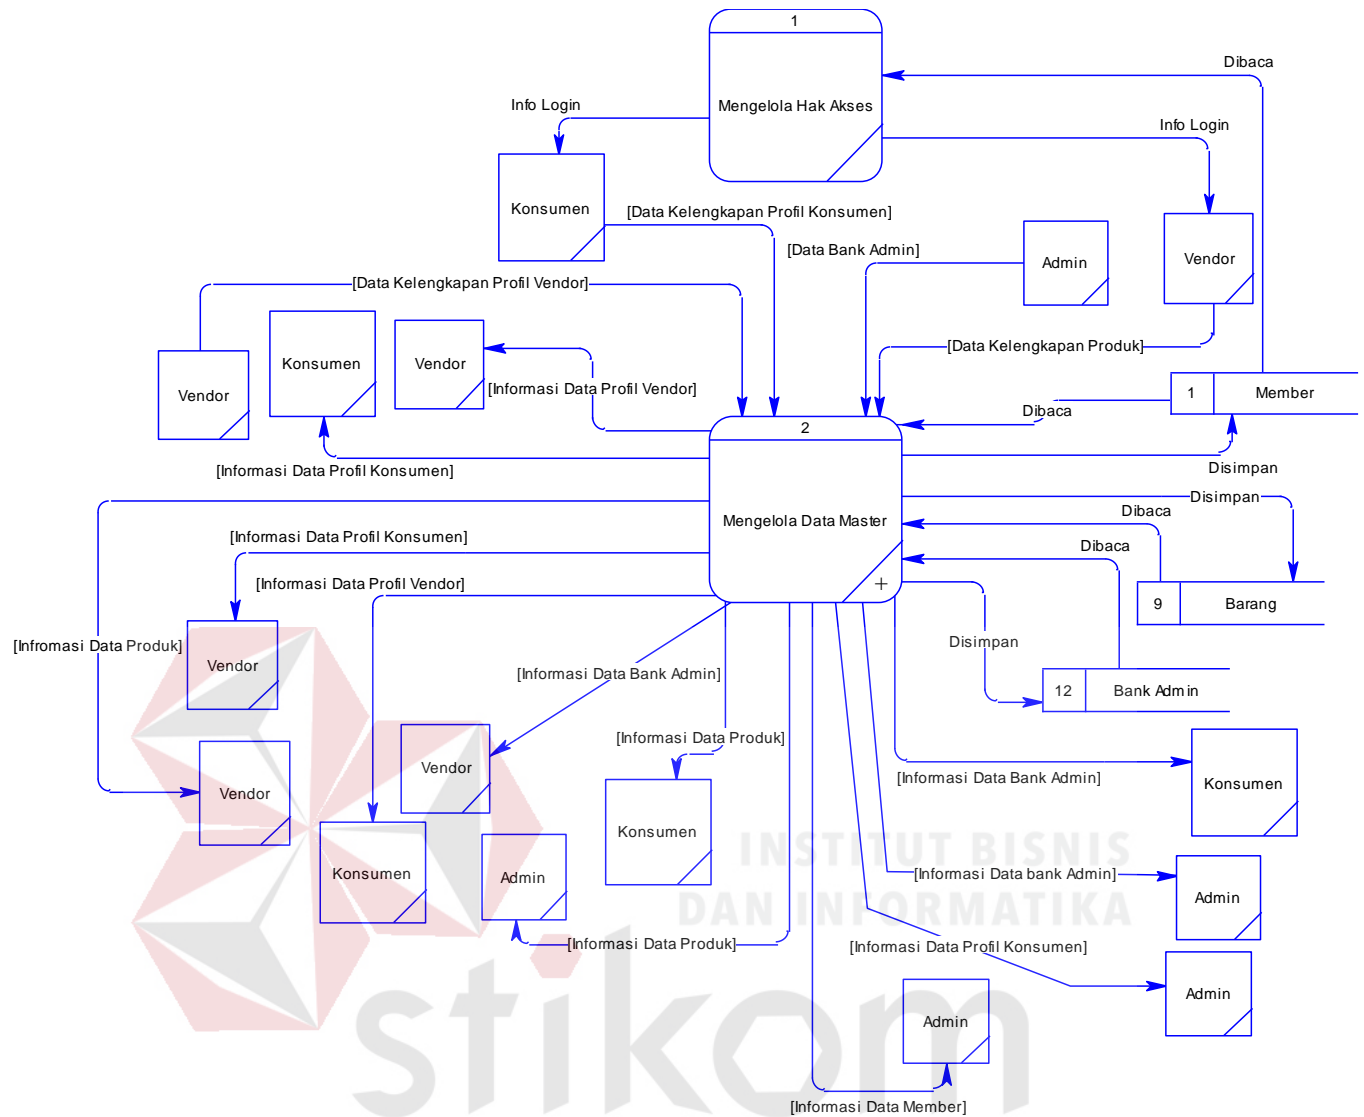 1
Dibaca
Mengelola Hak Akses
Info Login
Info Login
Konsumen
[Data Kelengkapan Profil Konsumen]
[Data Bank Admin]
Admin
Vendor
[Data Kelengkapan Profil Vendor]
[Data Kelengkapan Produk]
Konsumen
Vendor
Vendor
[Informasi Data Profil Vendor]
1
Member
Dibaca
2
[Informasi Data Profil Konsumen]
Disimpan
Disimpan
Mengelola Data Master
Dibaca
[Informasi Data Profil Konsumen]
Dibaca
[Informasi Data Profil Vendor]
+
9
Barang
[Infromasi Data Produk]
Vendor
Disimpan
[Informasi Data Bank Admin]
12
Bank Admin
[Informasi Data Produk]
Vendor
Vendor
[Informasi Data Bank Admin]
Konsumen
Konsumen
INSTITUT BISNIS
Konsumen
Admin
[Informasi Data bank Admin]
Admin
DAN INFORMATIKA
[Informasi Data Produk]
[Informasi Data Profil Konsumen]
Admin
Admin
stikom
[Informasi Data Member]